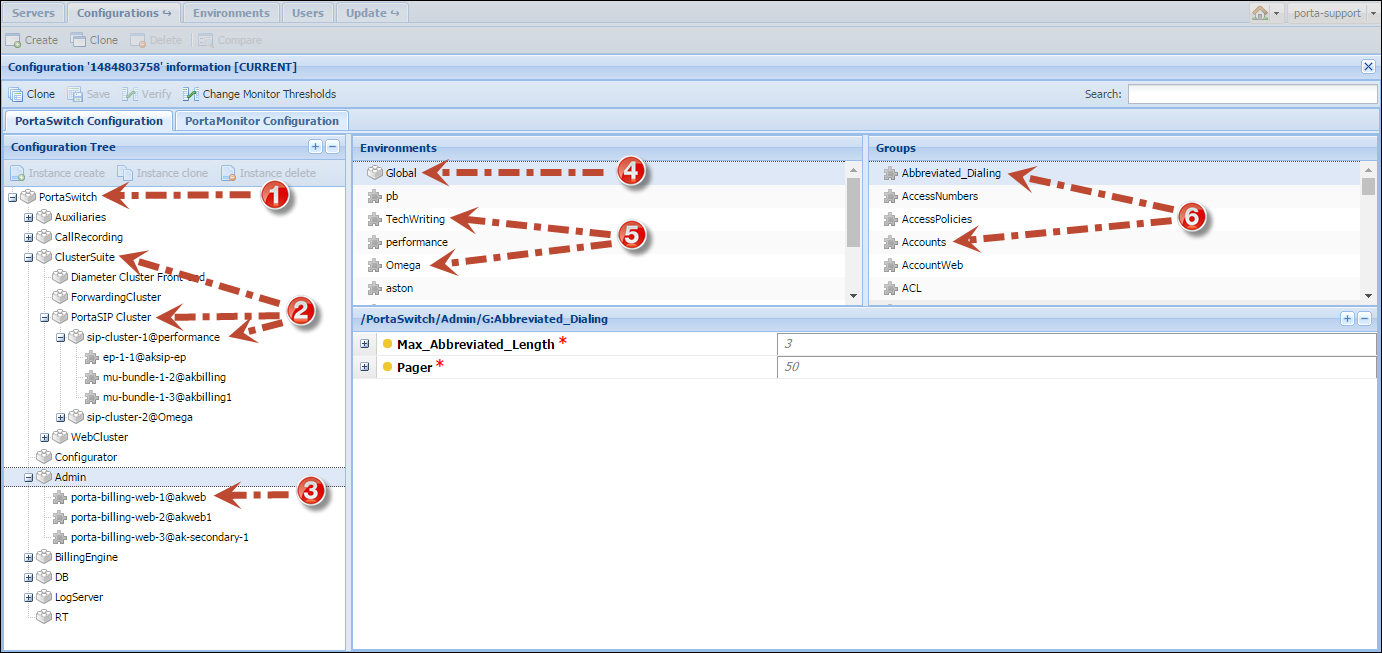 Servers Configurations ↪ Environments Users Update ↪ porta-support
Create Clone Delete Compare
Configuration '1484803758' information [CURRENT]
Clone Save Verify Change Monitor Thresholds Search:
PortaSwitch Configuration PortaMonitor Configuration
Configuration Tree
Instance create Instance clone Instance delete
PortaSwitch 1
Auxiliaries
CallRecording
ClusterSuite
Diameter Cluster Front-end
ForwardingCluster
PortaSIP Cluster 2
sip-cluster-1@performance
ep-1-1@aksip-ep
mu-bundle-1-2@akbilling
mu-bundle-1-3@akbilling1
sip-cluster-2@Omega
WebCluster
Configurator
Admin
porta-billing-web-1@akweb 3
porta-billing-web-2@akweb1
porta-billing-web-3@ak-secondary-1
BillingEngine
DB
LogServer
RT
Environments
Global 4
pb
TechWriting
performance 5
Omega
aston
Groups
Abbreviated_Dialing
AccessNumbers
AccessPolicies 6
Accounts
AccountWeb
ACL
/PortaSwitch/Admin/G:Abbreviated_Dialing
Max_Abbreviated_Length * 3
Pager * 50